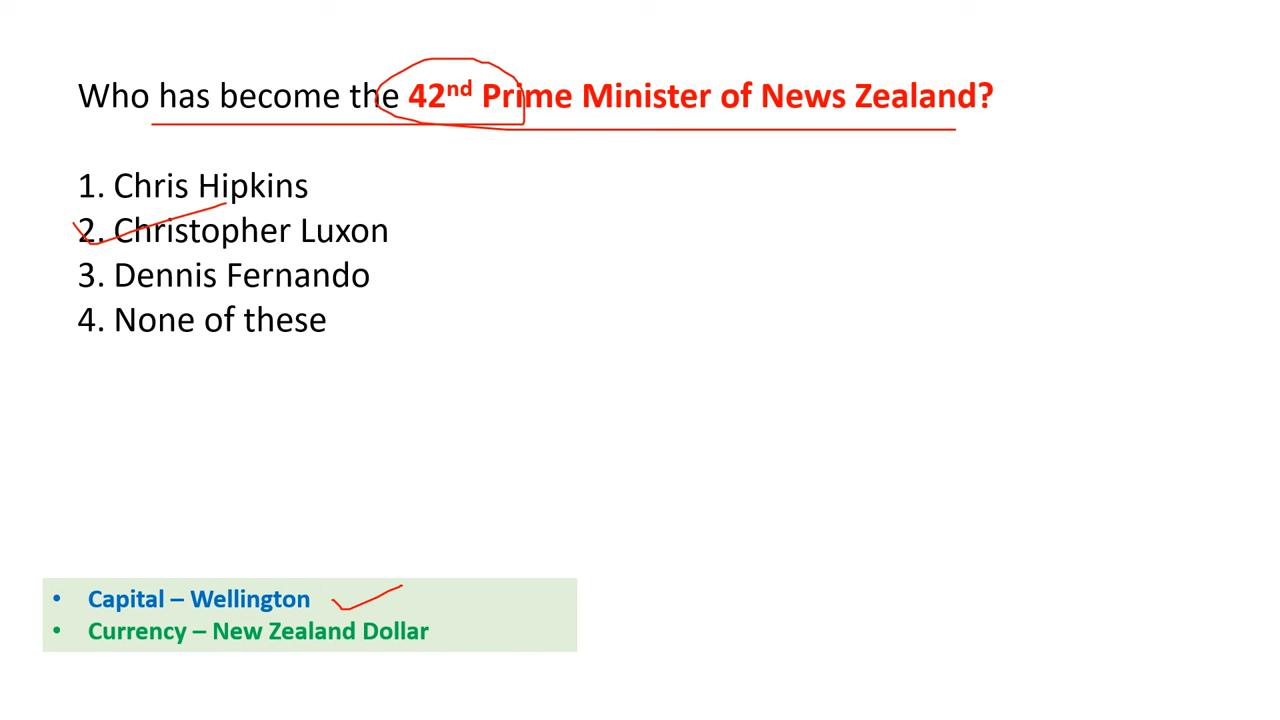 Who has become the 42nd Prime Minister of News Zealand?
1. Chris Hipkins
2. Christopher Luxon
3. Dennis Fernando
4. None of these
• Capital – Wellington
• Currency – New Zealand Dollar